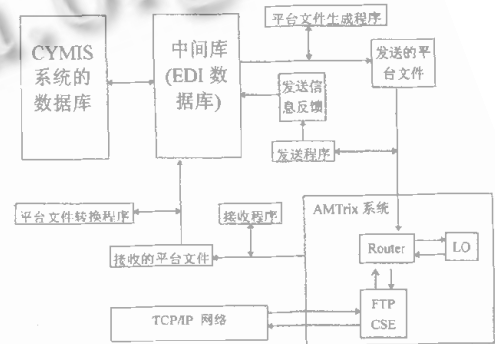 平台文件生成程序
CYMIS
系统的
数据库
中间库
(EDI 数
据库)
发送的平
台文件
发送信
息反馈
发送程序
平台文件转换程序
接收程序
接收的平台文件
AMTrix 系统
Router
LO
FTP
CSE
TCP/IP 网络